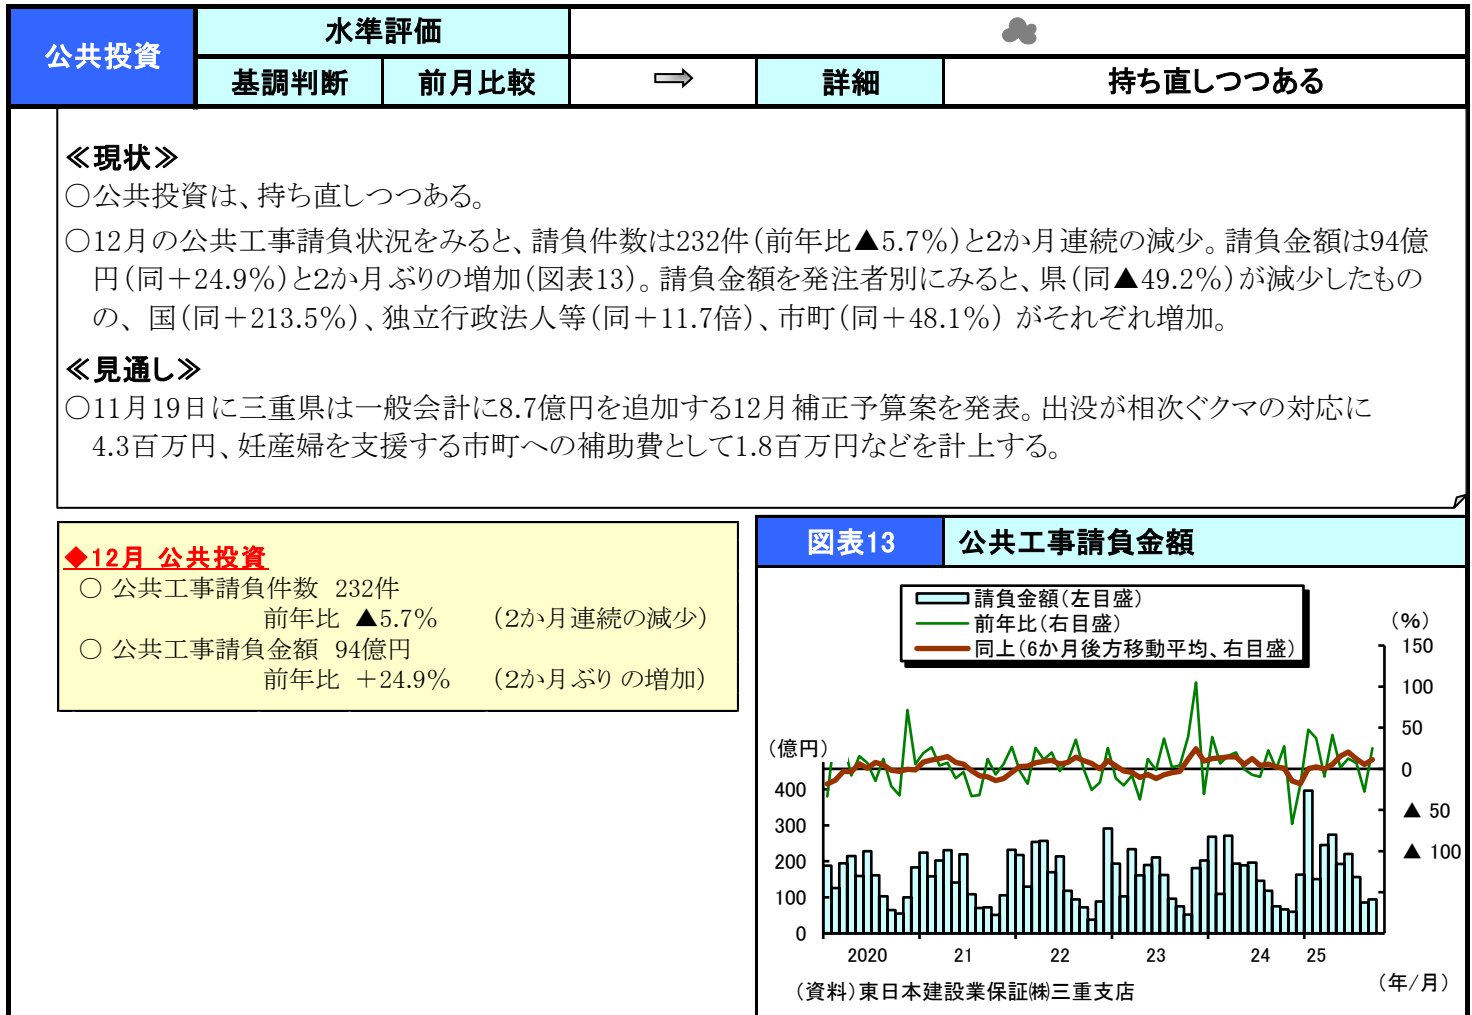 公共投資
水準評価
基調判断 前月比較 ⇒ 詳細 持ち直しつつある
≪現状≫
○公共投資は、持ち直しつつある。
○12月の公共工事請負状況をみると、請負件数は232件(前年比▲5.7%)と2か月連続の減少。請負金額は94億
円(同+24.9%)と2か月ぶりの増加(図表13)。請負金額を発注者別にみると、県(同▲49.2%)が減少したもの
の、 国(同+213.5%)、独立行政法人等(同+11.7倍)、市町(同+48.1%) がそれぞれ増加。
≪見通し≫
○11月19日に三重県は一般会計に8.7億円を追加する12月補正予算案を発表。出没が相次ぐクマの対応に
4.3百万円、妊産婦を支援する市町への補助費として1.8百万円などを計上する。
◆12月 公共投資
○ 公共工事請負件数 232件
前年比 ▲5.7% (2か月連続の減少)
○ 公共工事請負金額 94億円
前年比 +24.9% (2か月ぶり の増加)
図表13 公共工事請負金額
請負金額(左目盛)
前年比(右目盛)
同上(6か月後方移動平均、右目盛)
(%)
150
100
50
0
▲ 50
▲ 100
(億円)
400
300
200
100
0
2020 21 22 23 24 25
(年/月)
(資料)東日本建設業保証㈱三重支店